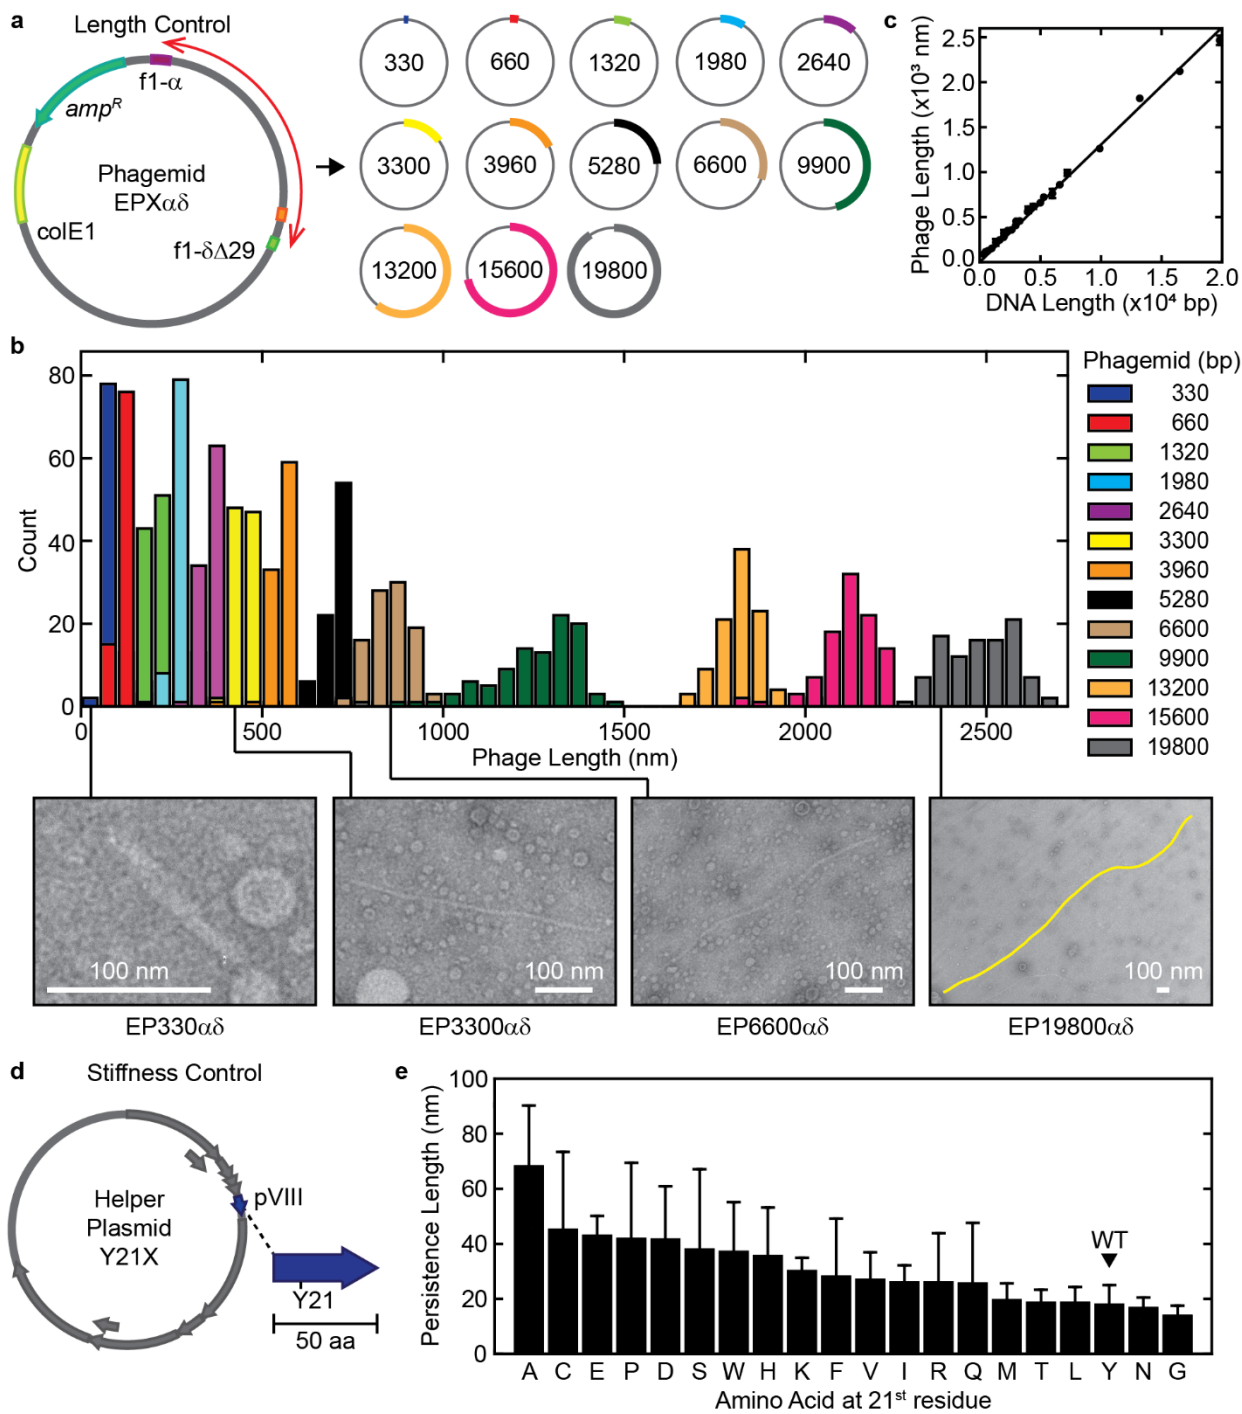 a
Length Control
f1-α
ampᴿ
Phagemid
EPXαδ
colE1
f1-δΔ29
330
660
1320
1980
2640
3300
3960
5280
6600
9900
13200
15600
19800
c
Phage Length (x10³ nm)
2.5
2.0
1.5
1.0
0.5
0.0
0.0 0.5 1.0 1.5 2.0
DNA Length (x10⁴ bp)
b
Count
80
60
40
20
0
0 500 1000 1500 2000 2500
Phage Length (nm)
Phagemid (bp)
330
660
1320
1980
2640
3300
3960
5280
6600
9900
13200
15600
19800
100 nm
100 nm
100 nm
100 nm
EP330αδ
EP3300αδ
EP6600αδ
EP19800αδ
d
Stiffness Control
Helper
Plasmid
Y21X
pVIII
Y21
50 aa
e
Persistence Length (nm)
100
80
60
40
20
0
WT
A C E P D S W H K F V I R Q M T L Y N G
Amino Acid at 21ˢᵗ residue